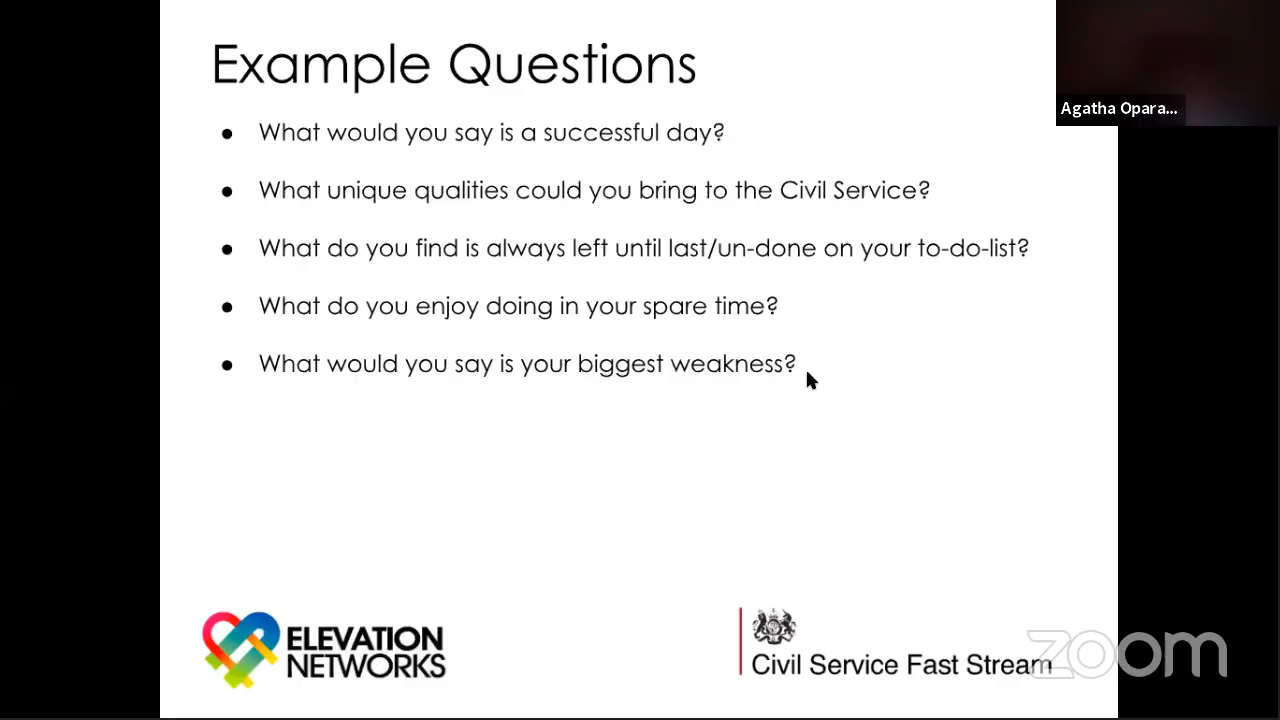 Example Questions
Agatha Opara...
• What would you say is a successful day?
• What unique qualities could you bring to the Civil Service?
• What do you find is always left until last/un-done on your to-do-list?
• What do you enjoy doing in your spare time?
• What would you say is your biggest weakness?
ELEVATION
NETWORKS
Civil Service Fast Stream
zoom